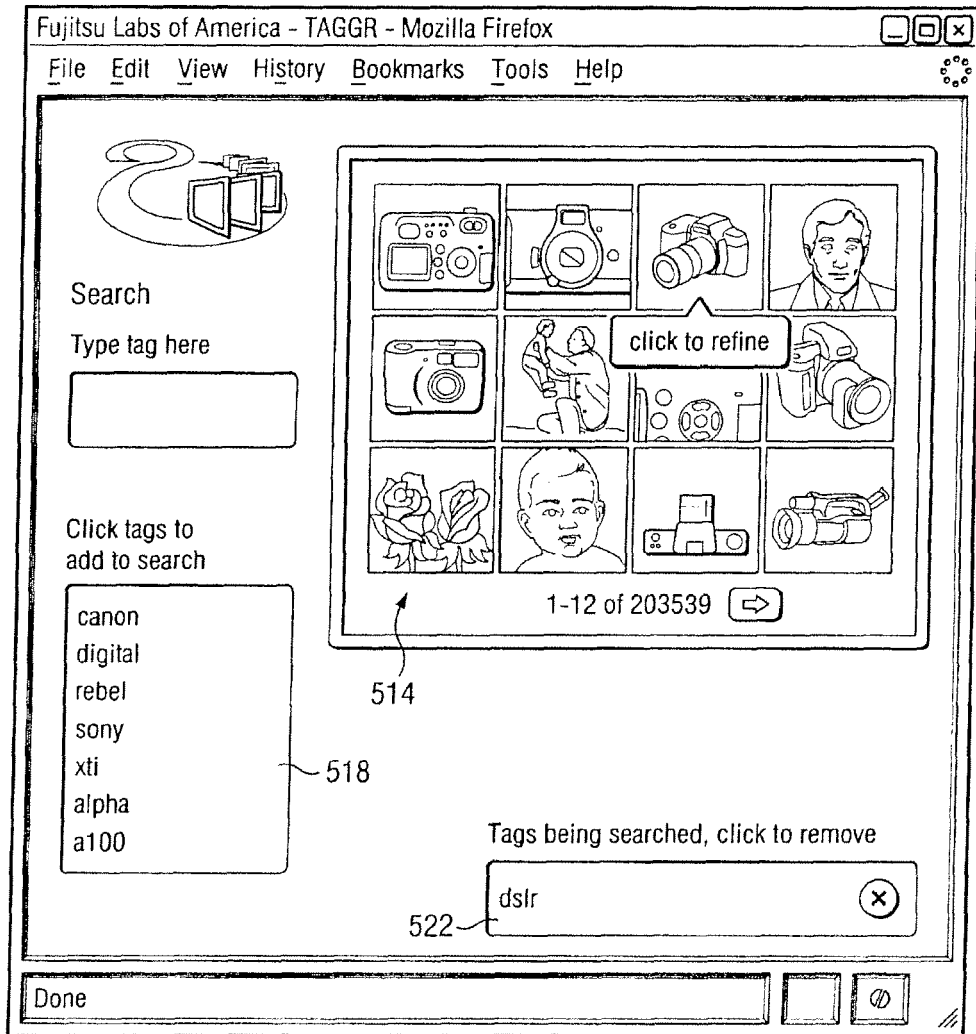 Fujitsu Labs of America - TAGGR - Mozilla Firefox
File Edit View History Bookmarks Tools Help
Search
Type tag here
click to refine
Click tags to
add to search
canon
digital
rebel
sony
xti
alpha
a100
1-12 of 203539
514
518
Tags being searched, click to remove
dslr
522
Done